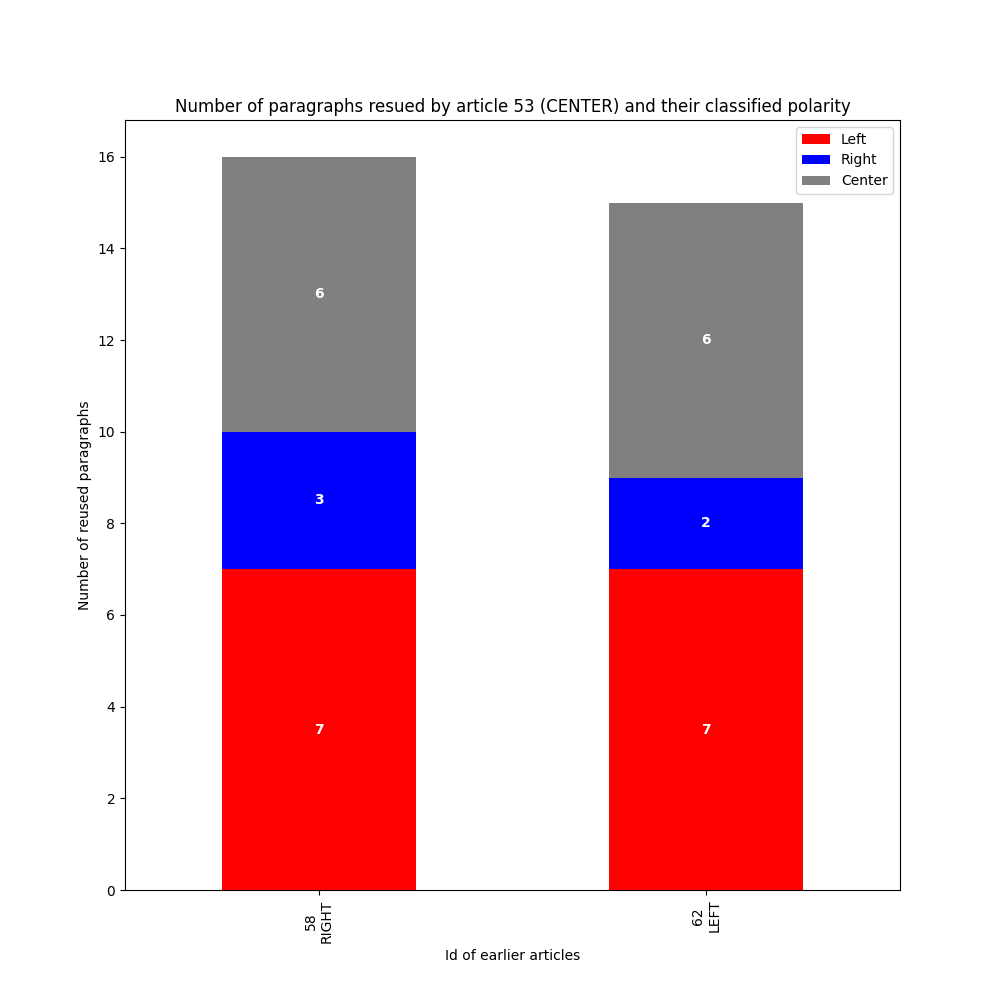 Number of paragraphs resued by article 53 (CENTER) and their classified polarity
Left
Right
Center
Number of reused paragraphs
16
14
12
10
8
6
4
2
0
6
3
7
6
2
7
58
RIGHT
62
LEFT
Id of earlier articles